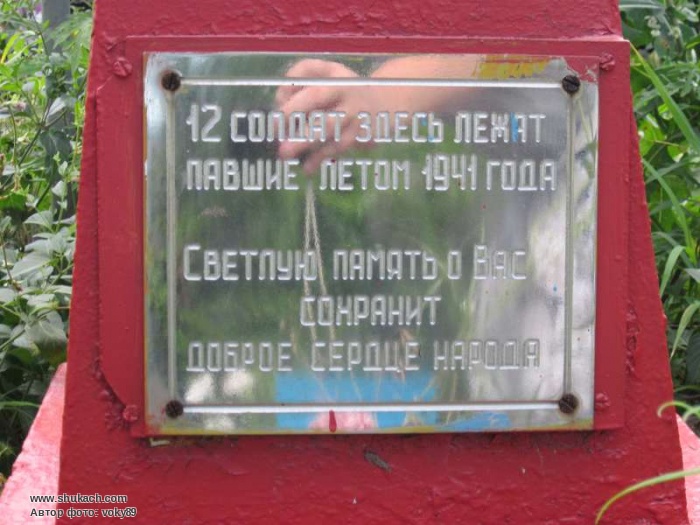 12 СОЛДАТ ЗДЕСЬ ЛЕЖАТ
ПАВШИЕ ЛЕТОМ 1941 ГОДА
СВЕТЛУЮ ПАМЯТЬ О ВАС
СОХРАНИТ
ДОБРОЕ СЕРДЦЕ НАРОДА
www.shukach.com
Автор фото: voky89